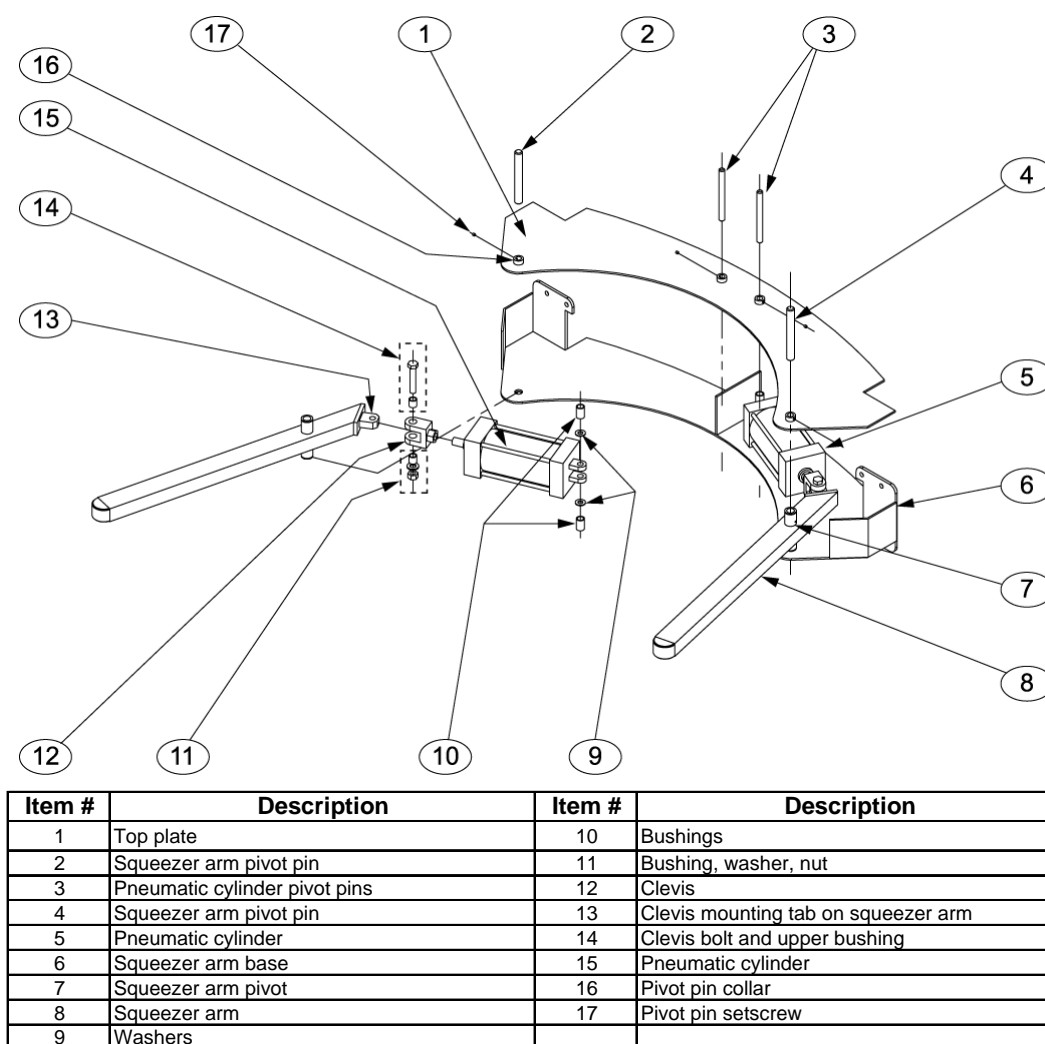 17
1
2
3
16
15
4
14
13
5
6
7
8
12
11
10
9
Item # Description Item # Description
1 Top plate 10 Bushings
2 Squeezer arm pivot pin 11 Bushing, washer, nut
3 Pneumatic cylinder pivot pins 12 Clevis
4 Squeezer arm pivot pin 13 Clevis mounting tab on squeezer arm
5 Pneumatic cylinder 14 Clevis bolt and upper bushing
6 Squeezer arm base 15 Pneumatic cylinder
7 Squeezer arm pivot 16 Pivot pin collar
8 Squeezer arm 17 Pivot pin setscrew
9 Washers